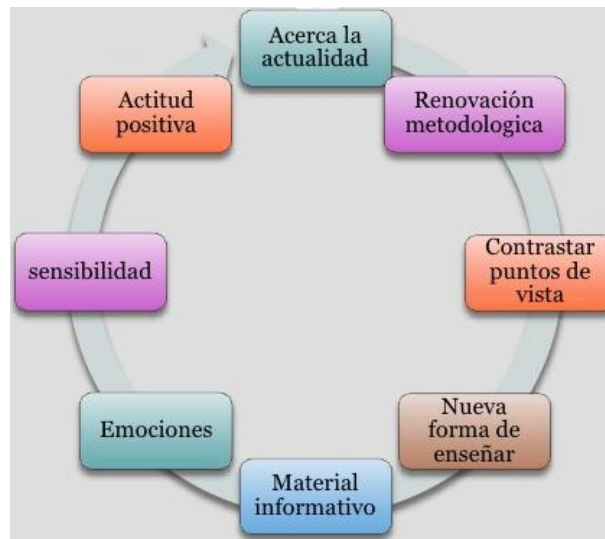 Acerca la
actualidad
Renovación
metodologica
Contrastar
puntos de
vista
Nueva
forma de
enseñar
Material
informativo
Emociones
sensibilidad
Actitud
positiva